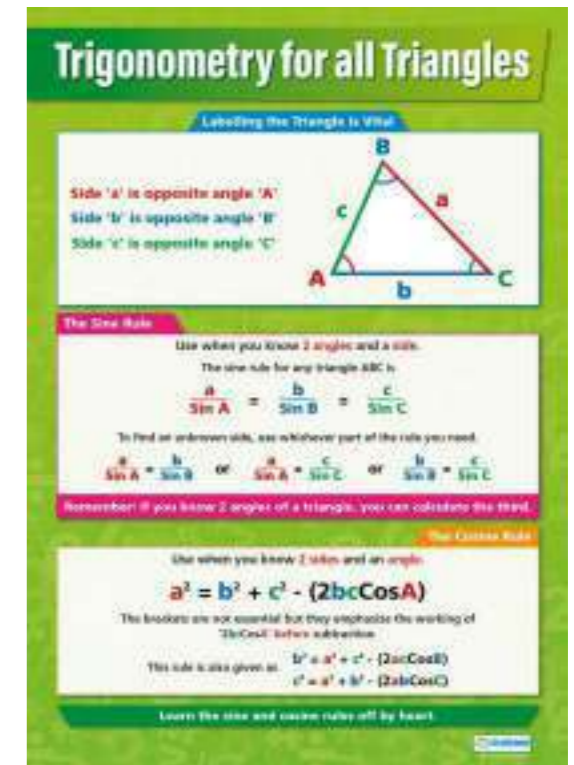 Trigonometry for all Triangles
Labelling the Triangle is Vital
Side 'a' is opposite angle 'A'
Side 'b' is opposite angle 'B'
Side 'c' is opposite angle 'C'
B
c
a
A
b
C
The Sine Rule
Use when you know 2 angles and a side.
The sine rule for any triangle ABC is
a/Sin A = b/Sin B = c/Sin C
To find an unknown side, use whichever part of the rule you need.
a/Sin A = b/Sin B or a/Sin A = c/Sin C or b/Sin B = c/Sin C
Remember: If you know 2 angles of a triangle, you can calculate the third.
The Cosine Rule
Use when you know 2 sides and an angle.
a² = b² + c² - (2bcCosA)
The brackets are not essential but they emphasise the working of
'2bcCosA' before subtraction
This rule is also given as
b² = a² + c² - (2acCosB)
c² = a² + b² - (2abCosC)
Learn the sine and cosine rules off by heart.